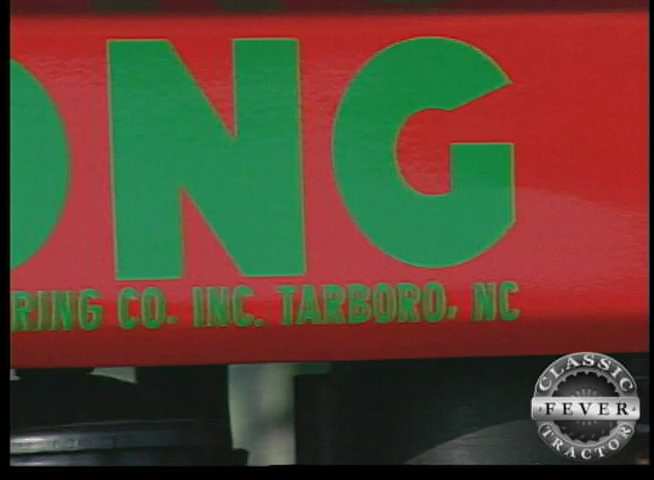 ONG
RING CO. INC. TARBORO, NC
CLASSIC
FEVER
TRACTOR